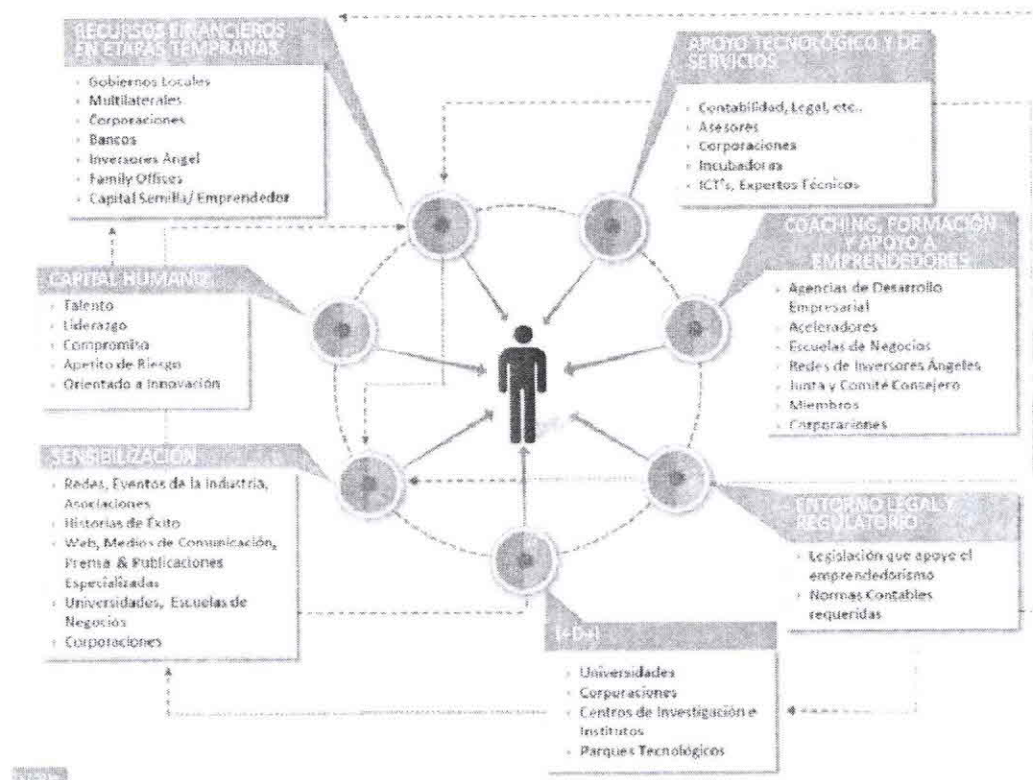 RECURSOS FINANCIEROS
EN ETAPAS TEMPRANAS
Gobiernos Locales
Multilaterales
Corporaciones
Bancos
Inversores Ángel
Family Offices
Capital Semilla/ Emprendedor
APOYO TECNOLÓGICO Y DE
SERVICIOS
Contabilidad, Legal, etc..
Asesores
Corporaciones
Incubadoras
ICT's, Expertos Técnicos
COACHING, FORMACIÓN
Y APOYO A
EMPRENDEDORES
Agencias de Desarrollo
Empresarial
Aceleradores
Escuelas de Negocios
Redes de Inversores Ángeles
Junta y Comité Consejero
Miembros
Corporaciones
CAPITAL
Talento
Liderazgo
Compromiso
Apetito de Riesgo
Orientado a Innovación
SENSIBILIZACIÓN
Redes, Eventos de la Industria,
Asociaciones
Historias de Éxito
Web, Medios de Comunicación,
Prensa & Publicaciones
Especializadas
Universidades, Escuelas de
Negocios
Corporaciones
ENTORNO LEGAL Y
REGULATORIO
Legislación que apoye el
emprendedorismo
Normas Contables
requeridas
I+D+I
Universidades
Corporaciones
Centros de Investigación e
Institutos
Parques Tecnológicos